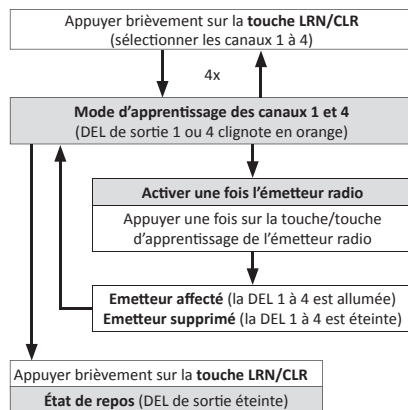 Appuyer brièvement sur la touche LRN/CLR
(sélectionner les canaux 1 à 4)
4x
Mode d'apprentissage des canaux 1 et 4
(DEL de sortie 1 ou 4 clignote en orange)
Activer une fois l'émetteur radio
Appuyer une fois sur la touche/touche
d'apprentissage de l'émetteur radio
Emetteur affecté (la DEL 1 à 4 est allumée)
Emetteur supprimé (la DEL 1 à 4 est éteinte)
Appuyer brièvement sur la touche LRN/CLR
État de repos (DEL de sortie éteinte)